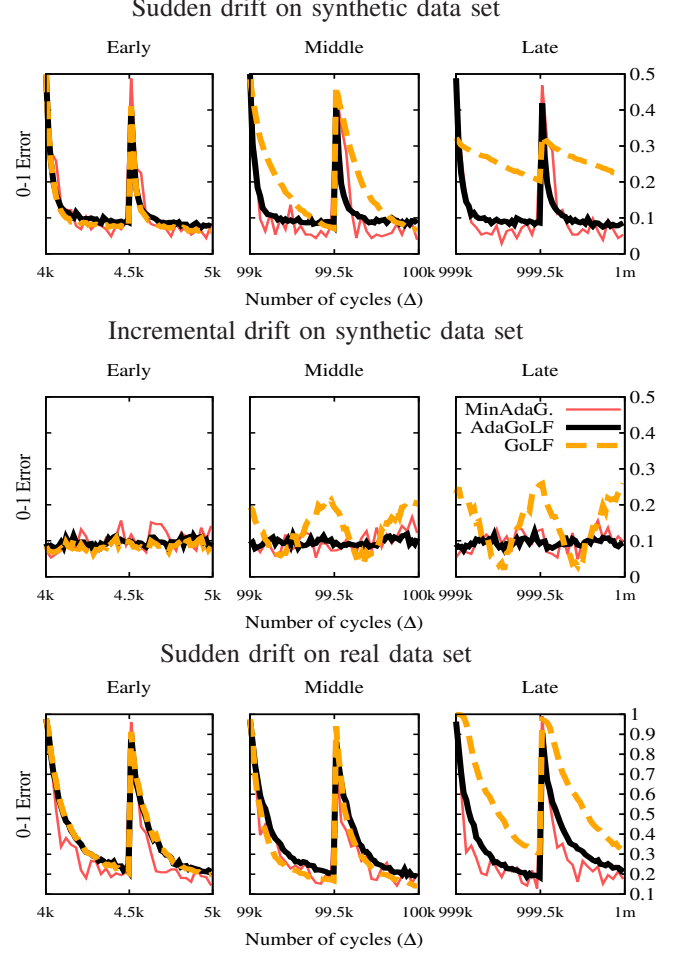 Sudden drift on synthetic data set
Early Middle Late
0-1 Error
0.5
0.4
0.3
0.2
0.1
0
4k 4.5k 5k 99k 99.5k 100k 999k 999.5k 1m
Number of cycles (Δ)
Incremental drift on synthetic data set
Early Middle Late
0-1 Error
MinAdaG.
AdaGoLF
GoLF
0.5
0.4
0.3
0.2
0.1
0
4k 4.5k 5k 99k 99.5k 100k 999k 999.5k 1m
Number of cycles (Δ)
Sudden drift on real data set
Early Middle Late
0-1 Error
1
0.9
0.8
0.7
0.6
0.5
0.4
0.3
0.2
0.1
4k 4.5k 5k 99k 99.5k 100k 999k 999.5k 1m
Number of cycles (Δ)